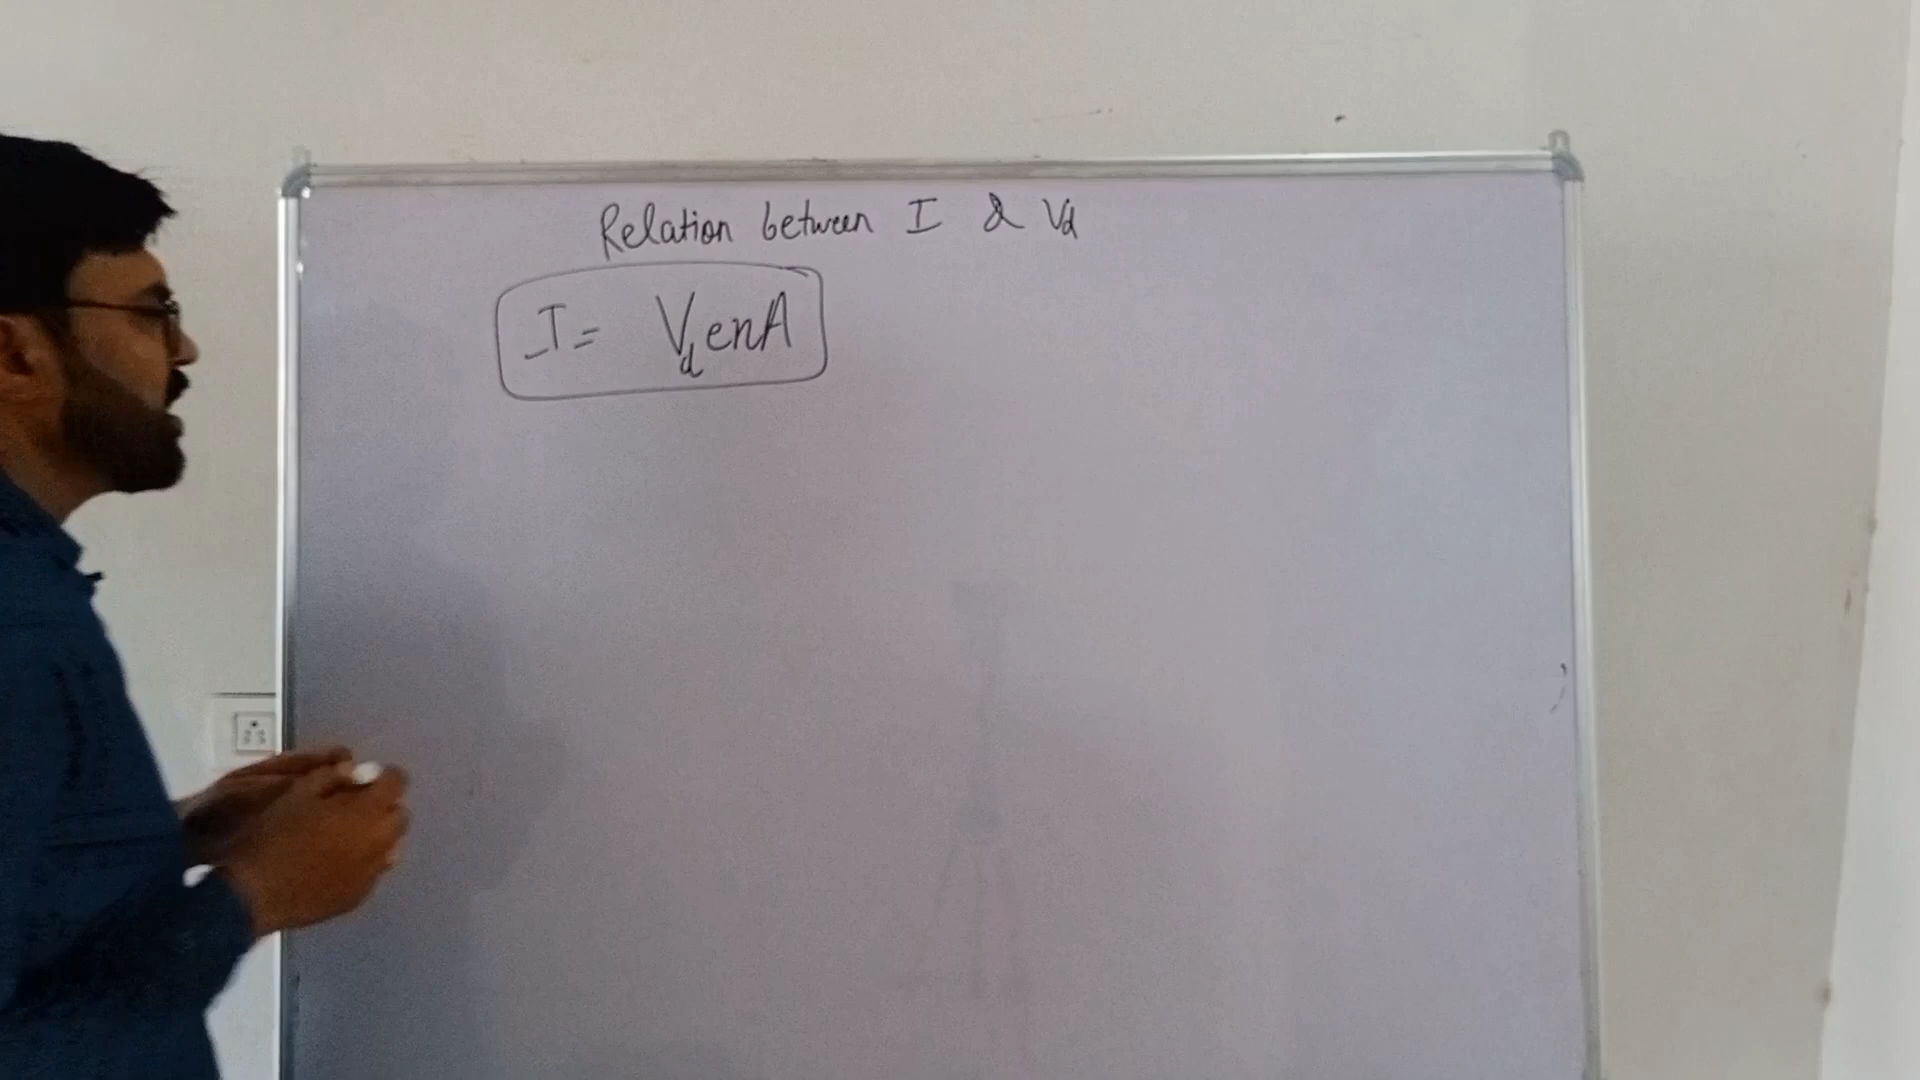 Relation between I & Vd
I = VdenA